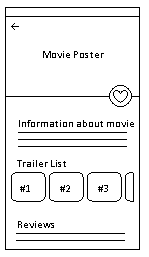 Movie Poster
Information about movie
Trailer List
#1 #2 #3
Reviews